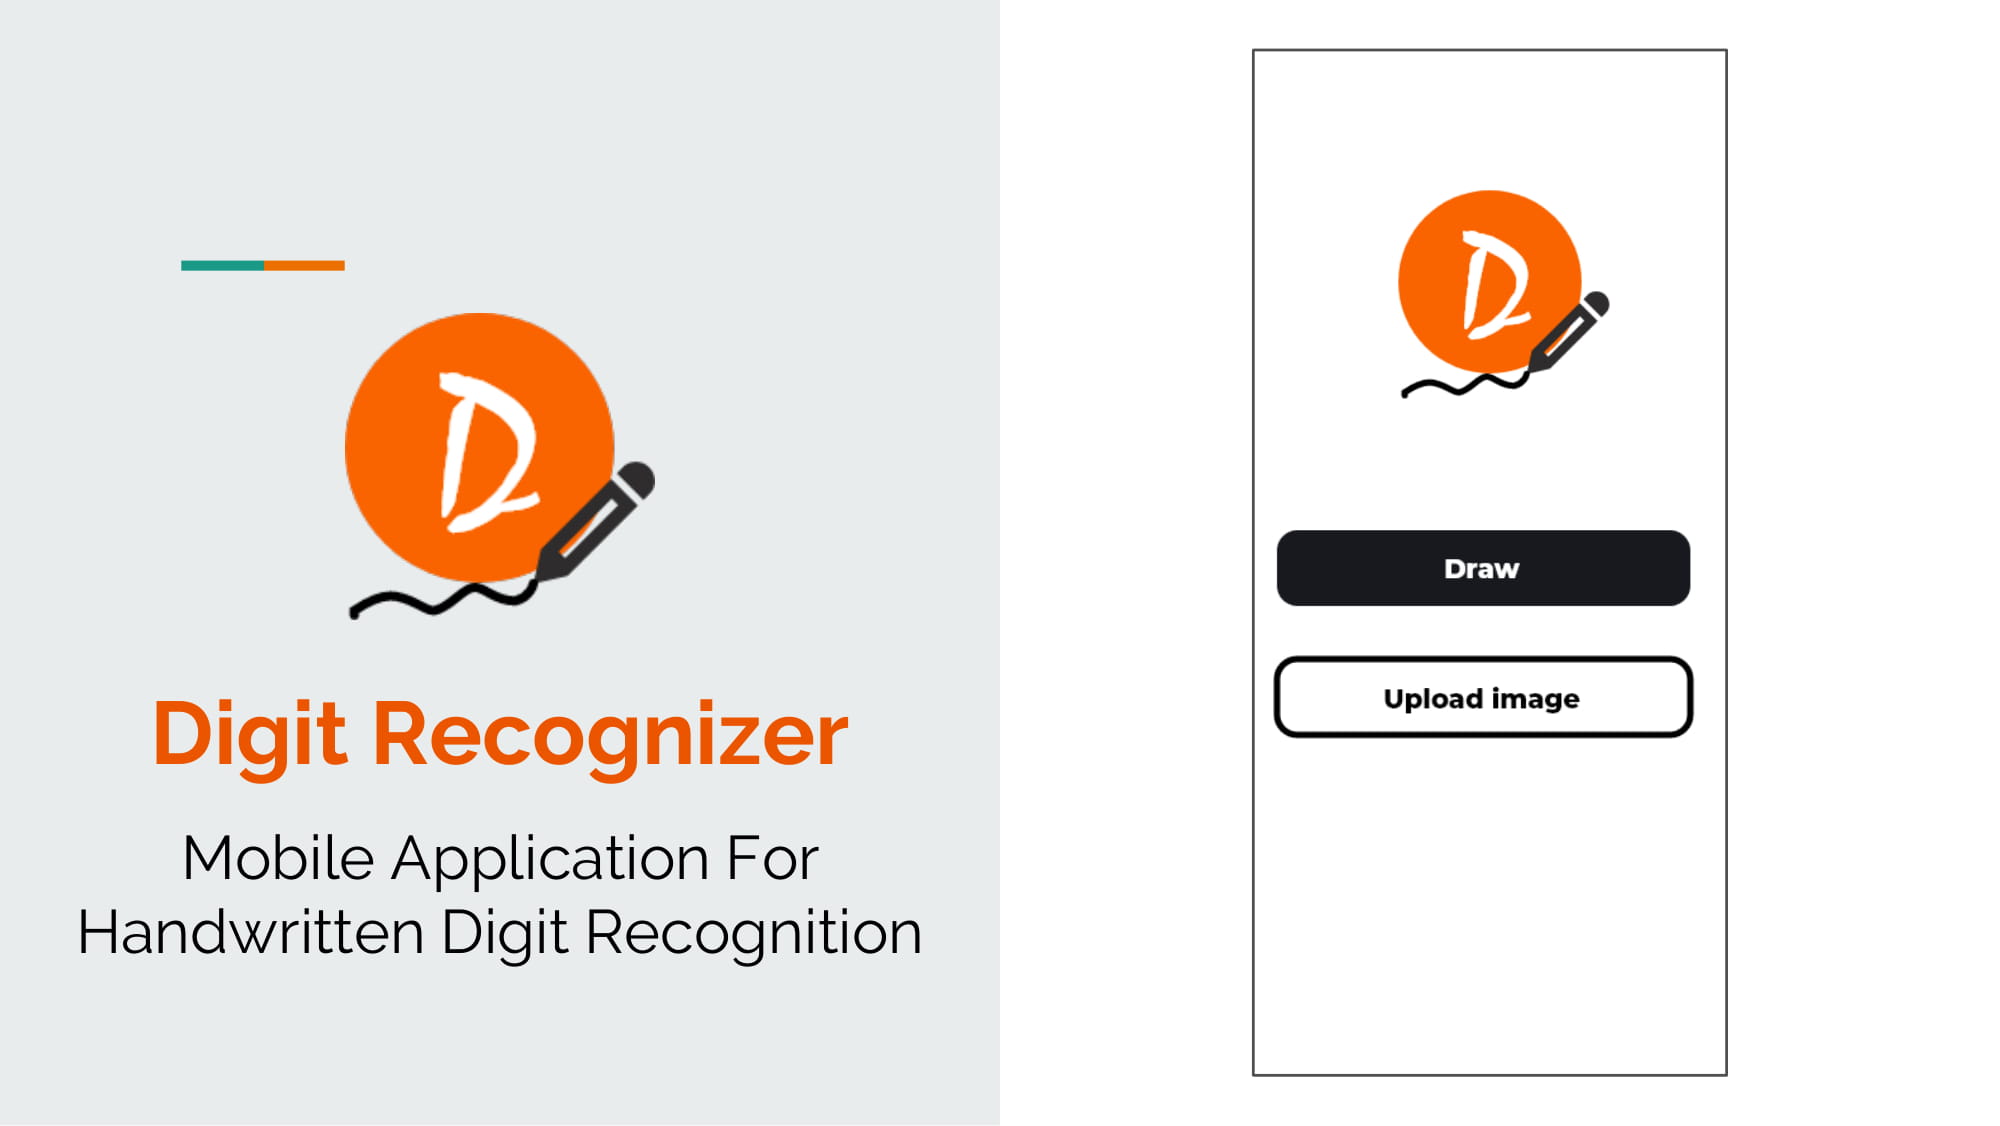 D
Digit Recognizer
Mobile Application For
Handwritten Digit Recognition
D
Draw
Upload image